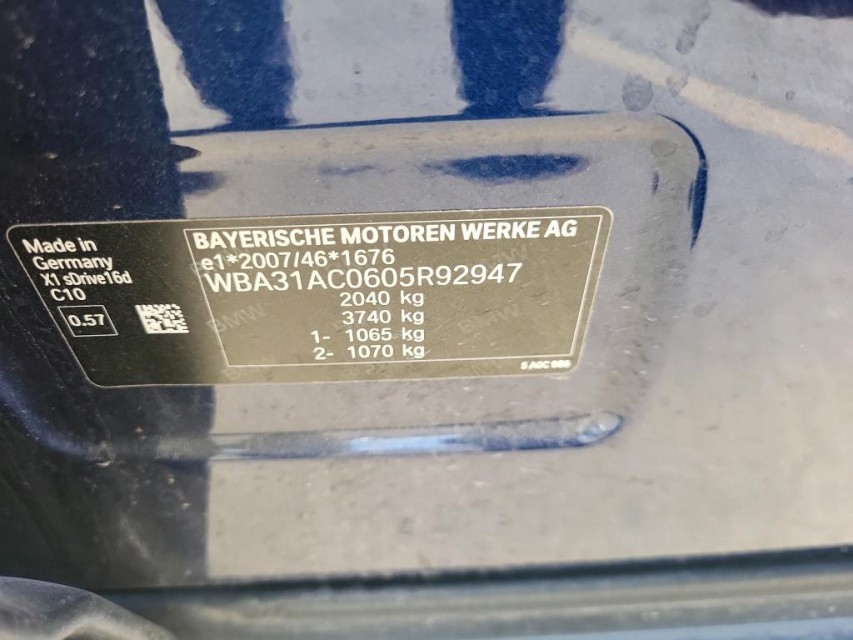 Made in
Germany
X1 sDrive16d
C10
0.57
BAYERISCHE MOTOREN WERKE AG
e1*2007/46*1676
WBA31AC0605R92947
2040 kg
3740 kg
1- 1065 kg
2- 1070 kg
BMW